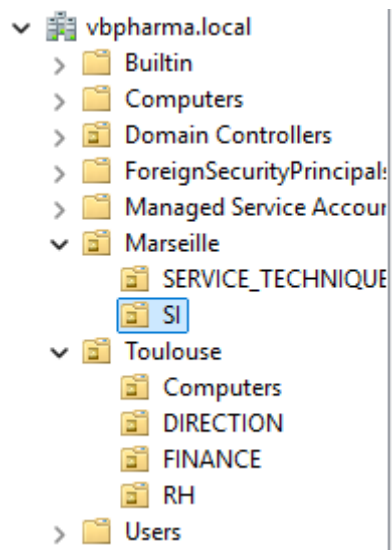 vbpharma.local
Builtin
Computers
Domain Controllers
ForeignSecurityPrincipals
Managed Service Accour
Marseille
SERVICE_TECHNIQUE
SI
Toulouse
Computers
DIRECTION
FINANCE
RH
Users